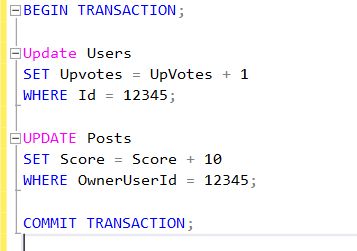 BEGIN TRANSACTION;
Update Users
SET Upvotes = UpVotes + 1
WHERE Id = 12345;
UPDATE Posts
SET Score = Score + 10
WHERE OwnerUserId = 12345;
COMMIT TRANSACTION;